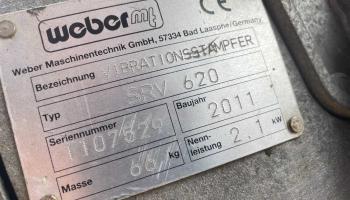 weber mt
CE
Weber Maschinentechnik GmbH, 57334 Bad Laasphe/Germany
Bezeichnung VIBRATIONSSTAMPFER
Typ SRV 620
Seriennummer Baujahr 2011
Masse kg Nenn-
leistung 2.1 kW